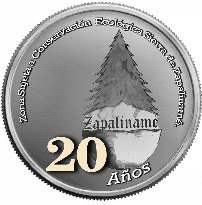 Zona Sujeta a Conservación Ecológica Sierra de Zapalinamé
Zapalinamé
20
Años